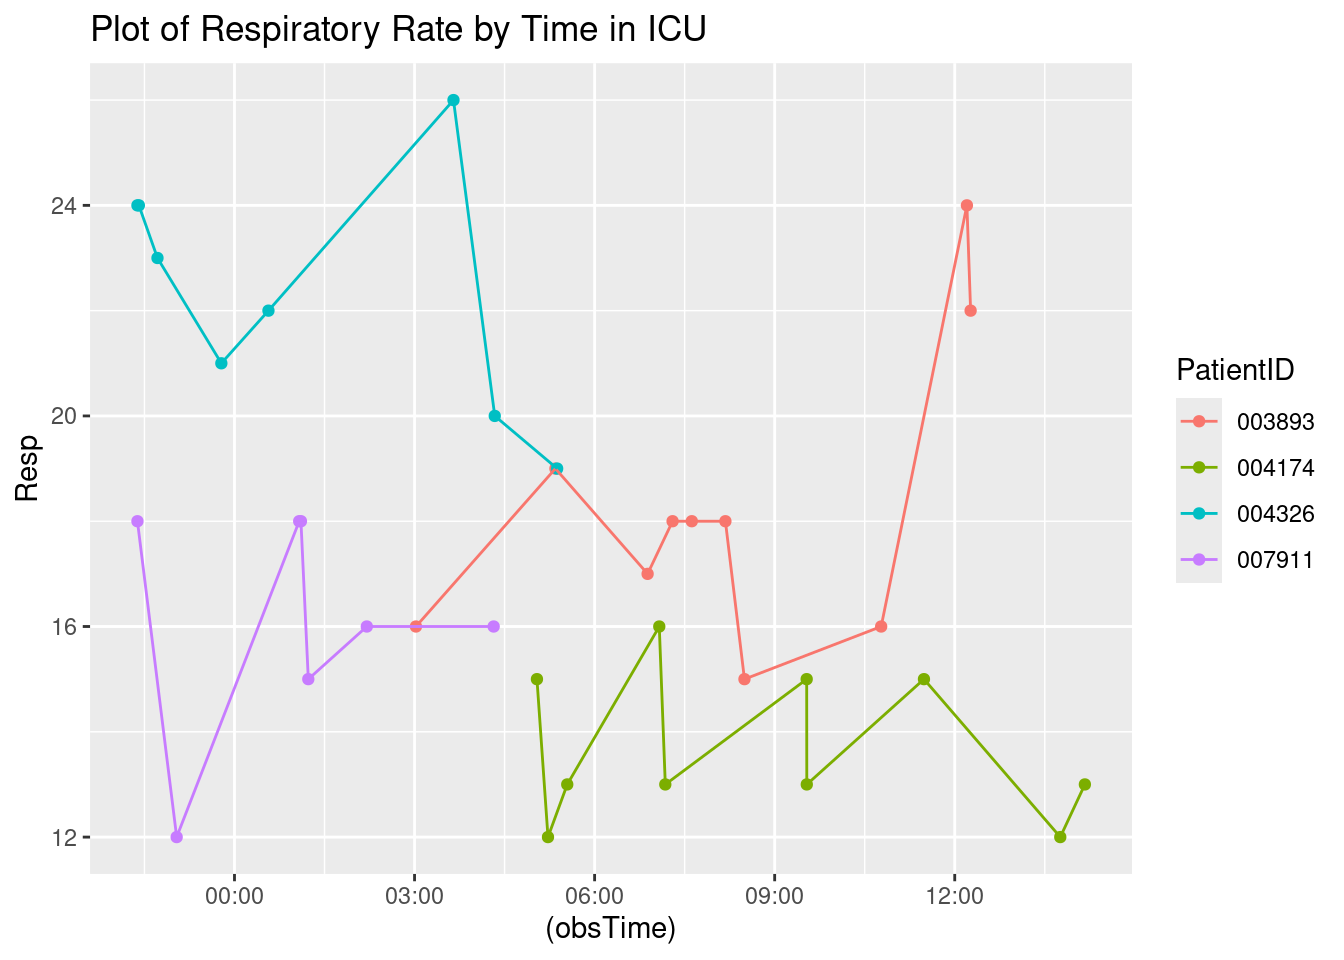 Plot of Respiratory Rate by Time in ICU
24
20
16
12
Resp
00:00 03:00 06:00 09:00 12:00
(obsTime)
PatientID
003893
004174
004326
007911